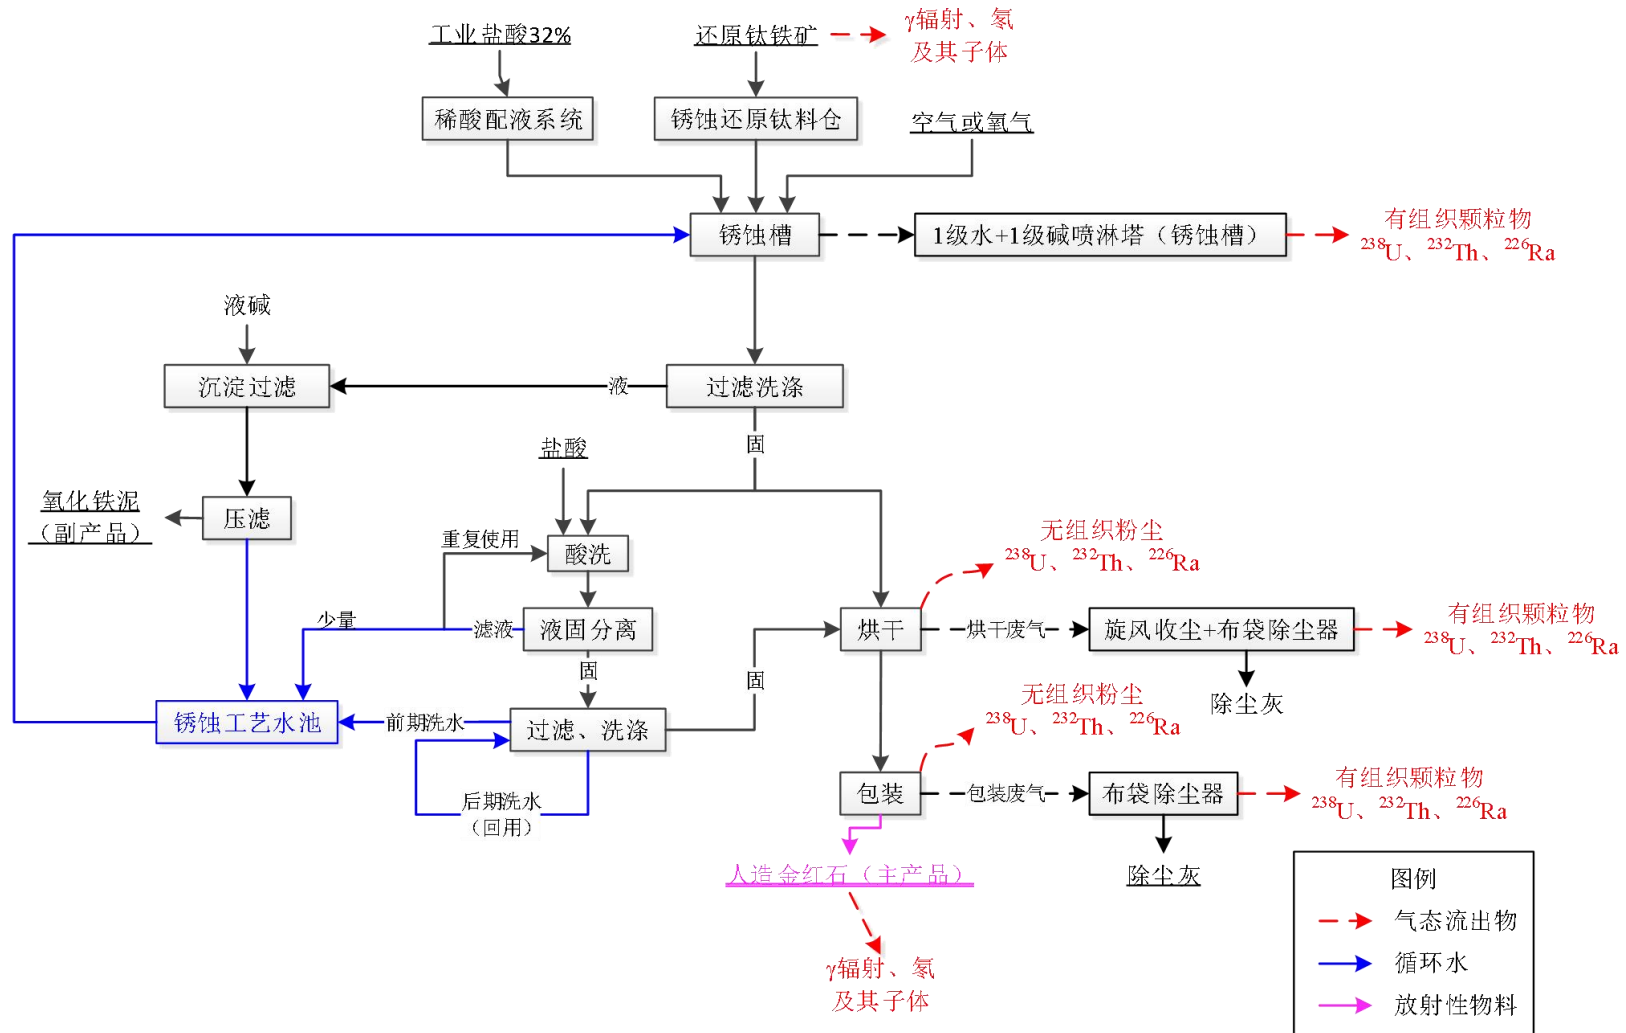 工业盐酸32%
还原钛铁矿
γ辐射、氡
及其子体
稀酸配液系统
锈蚀还原钛料仓
空气或氧气
锈蚀槽
1级水+1级碱喷淋塔（锈蚀槽）
有组织颗粒物
238U、232Th、226Ra
液碱
沉淀过滤
液
过滤洗涤
固
盐酸
氧化铁泥
（副产品）
压滤
重复使用
酸洗
无组织粉尘
238U、232Th、226Ra
少量
滤液
液固分离
烘干
烘干废气
旋风收尘+布袋除尘器
有组织颗粒物
238U、232Th、226Ra
固
固
除尘灰
无组织粉尘
238U、232Th、226Ra
锈蚀工艺水池
前期洗水
过滤、洗涤
后期洗水
（回用）
包装
包装废气
布袋除尘器
有组织颗粒物
238U、232Th、226Ra
人造金红石（主产品）
除尘灰
γ辐射、氡
及其子体
图例
气态流出物
循环水
放射性物料